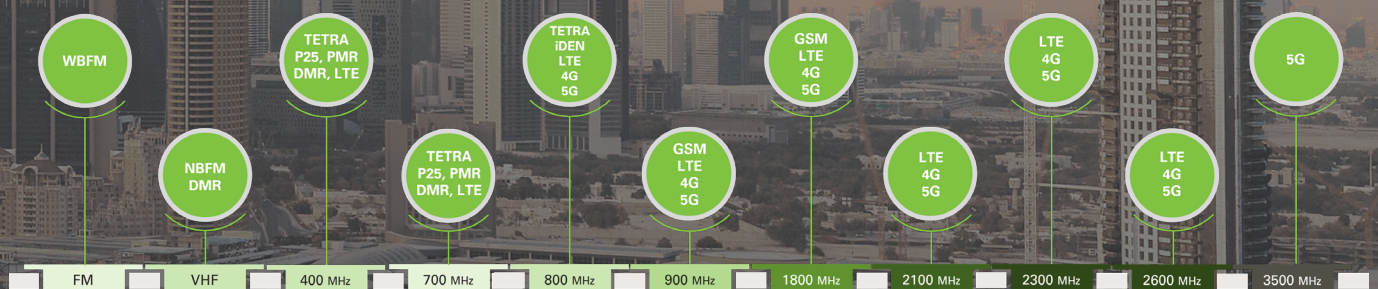 WBFM
NBFM
DMR
TETRA
P25, PMR
DMR, LTE
TETRA
P25, PMR
DMR, LTE
TETRA
iDEN
LTE
4G
5G
GSM
LTE
4G
5G
GSM
LTE
4G
5G
LTE
4G
5G
LTE
4G
5G
LTE
4G
5G
5G
FM
VHF
400 MHz
700 MHz
800 MHz
900 MHz
1800 MHz
2100 MHz
2300 MHz
2600 MHz
3500 MHz